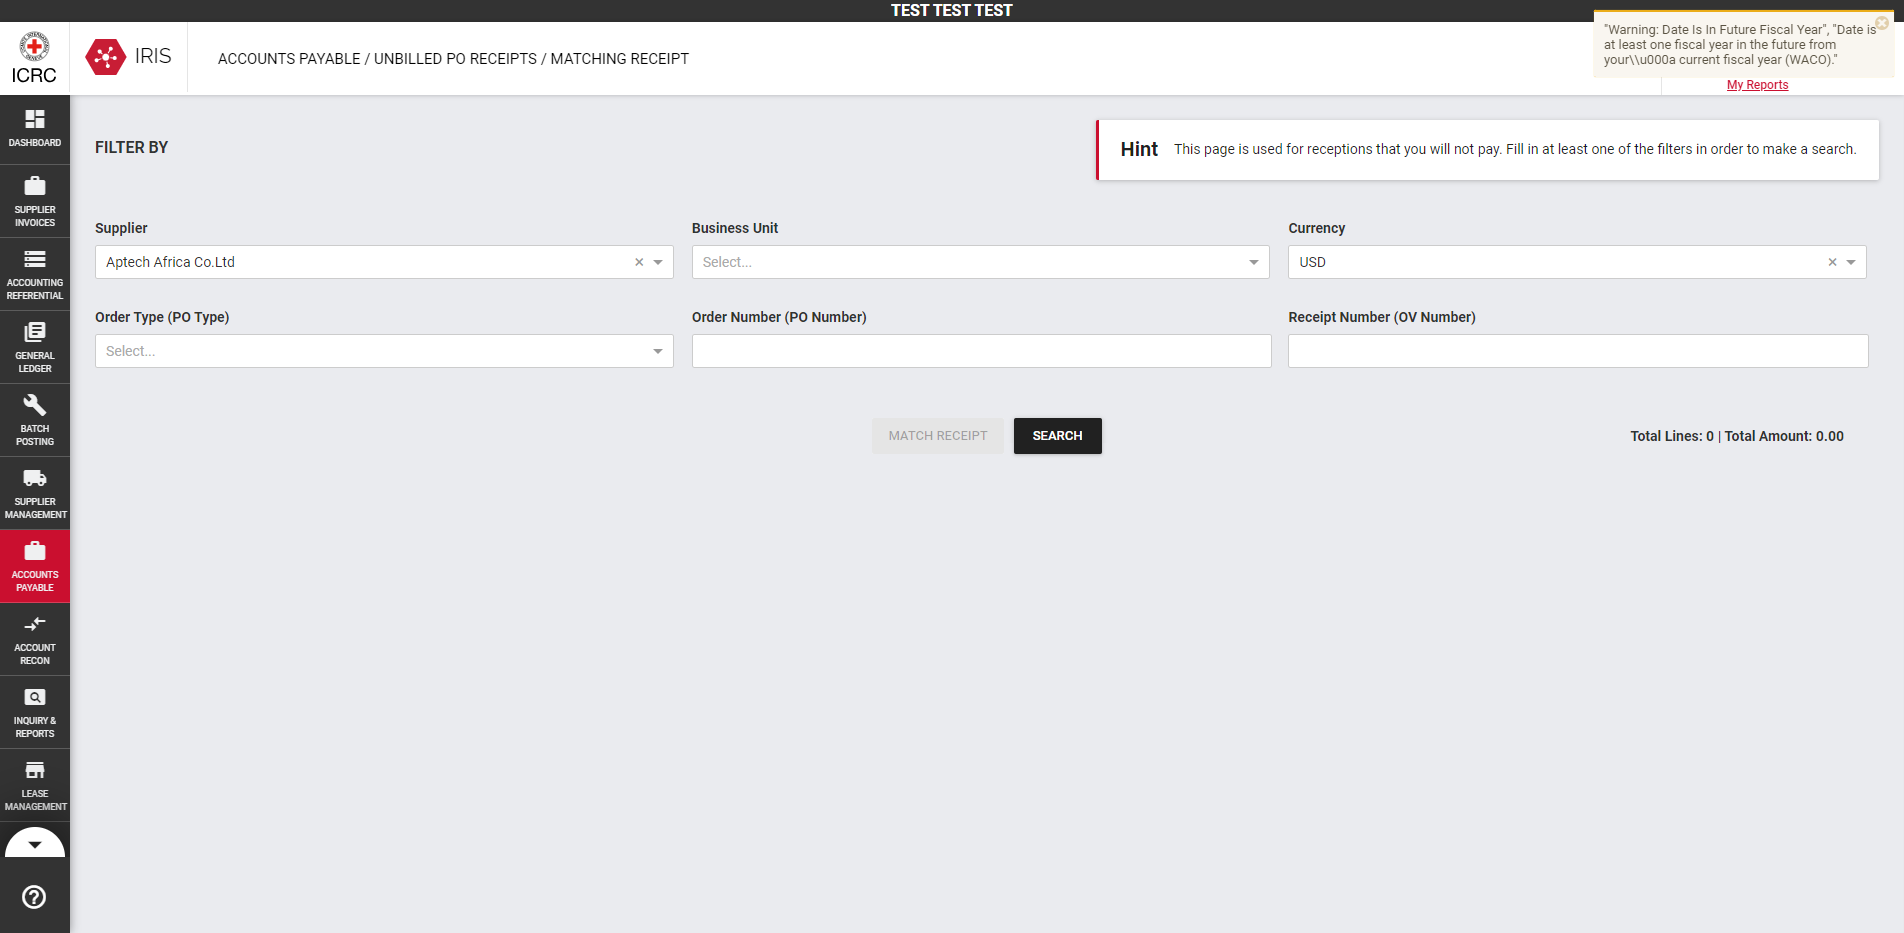 TEST TEST TEST
ICRC
IRIS
ACCOUNTS PAYABLE / UNBILLED PO RECEIPTS / MATCHING RECEIPT
"Warning: Date Is In Future Fiscal Year", "Date is
at least one fiscal year in the future from
your\\u000a current fiscal year (WACO)."
My Reports
DASHBOARD
SUPPLIER
INVOICES
ACCOUNTING
REFERENTIAL
GENERAL
LEDGER
BATCH
POSTING
SUPPLIER
MANAGEMENT
ACCOUNTS
PAYABLE
ACCOUNT
RECON
INQUIRY &
REPORTS
LEASE
MANAGEMENT
FILTER BY
Hint This page is used for receptions that you will not pay. Fill in at least one of the filters in order to make a search.
Supplier
Aptech Africa Co.Ltd
Business Unit
Select...
Currency
USD
Order Type (PO Type)
Select...
Order Number (PO Number)
Receipt Number (OV Number)
MATCH RECEIPT
SEARCH
Total Lines: 0 | Total Amount: 0.00